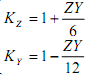 K_Z = 1 + ZY/6
K_Y = 1 - ZY/12